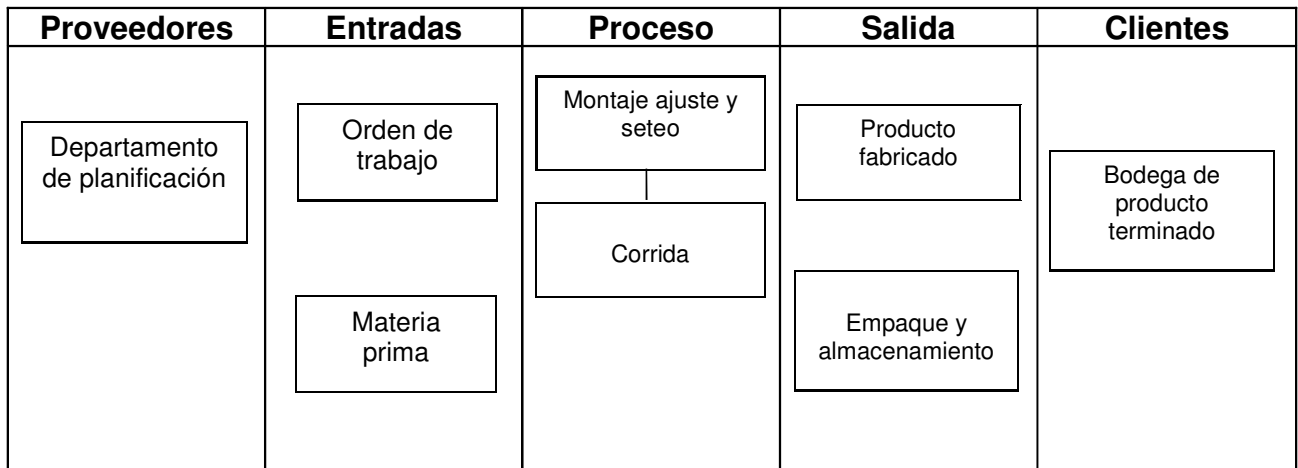 Proveedores
Entradas
Proceso
Salida
Clientes
Departamento
de planificación
Orden de
trabajo
Materia
prima
Montaje ajuste y
seteo
Corrida
Producto
fabricado
Empaque y
almacenamiento
Bodega de
producto
terminado